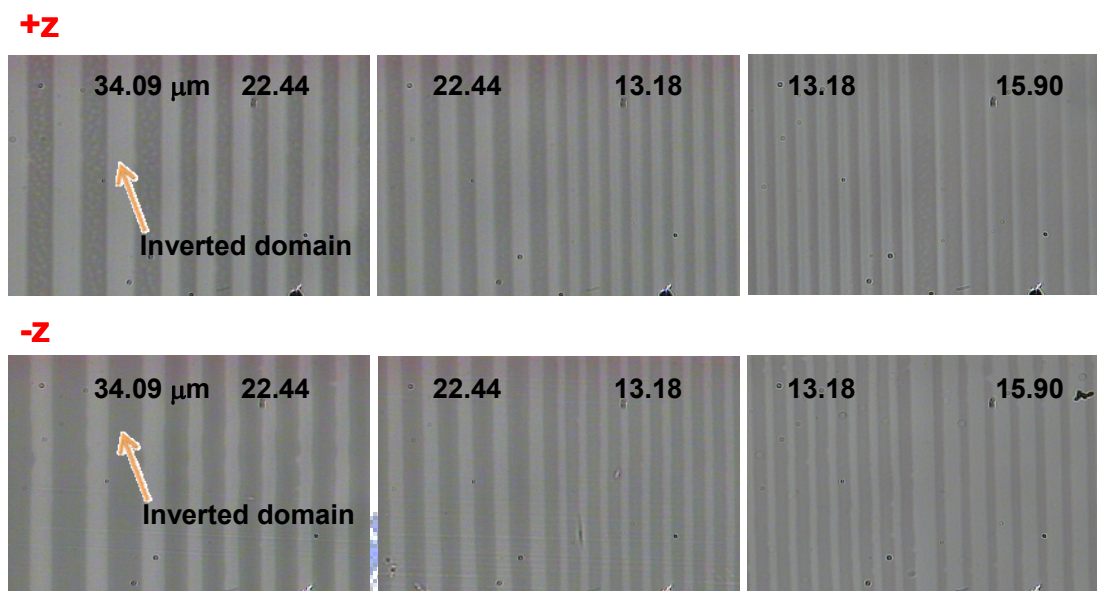 +z
34.09 μm 22.44
22.44 13.18
13.18 15.90
Inverted domain
-z
34.09 μm 22.44
22.44 13.18
13.18 15.90
Inverted domain